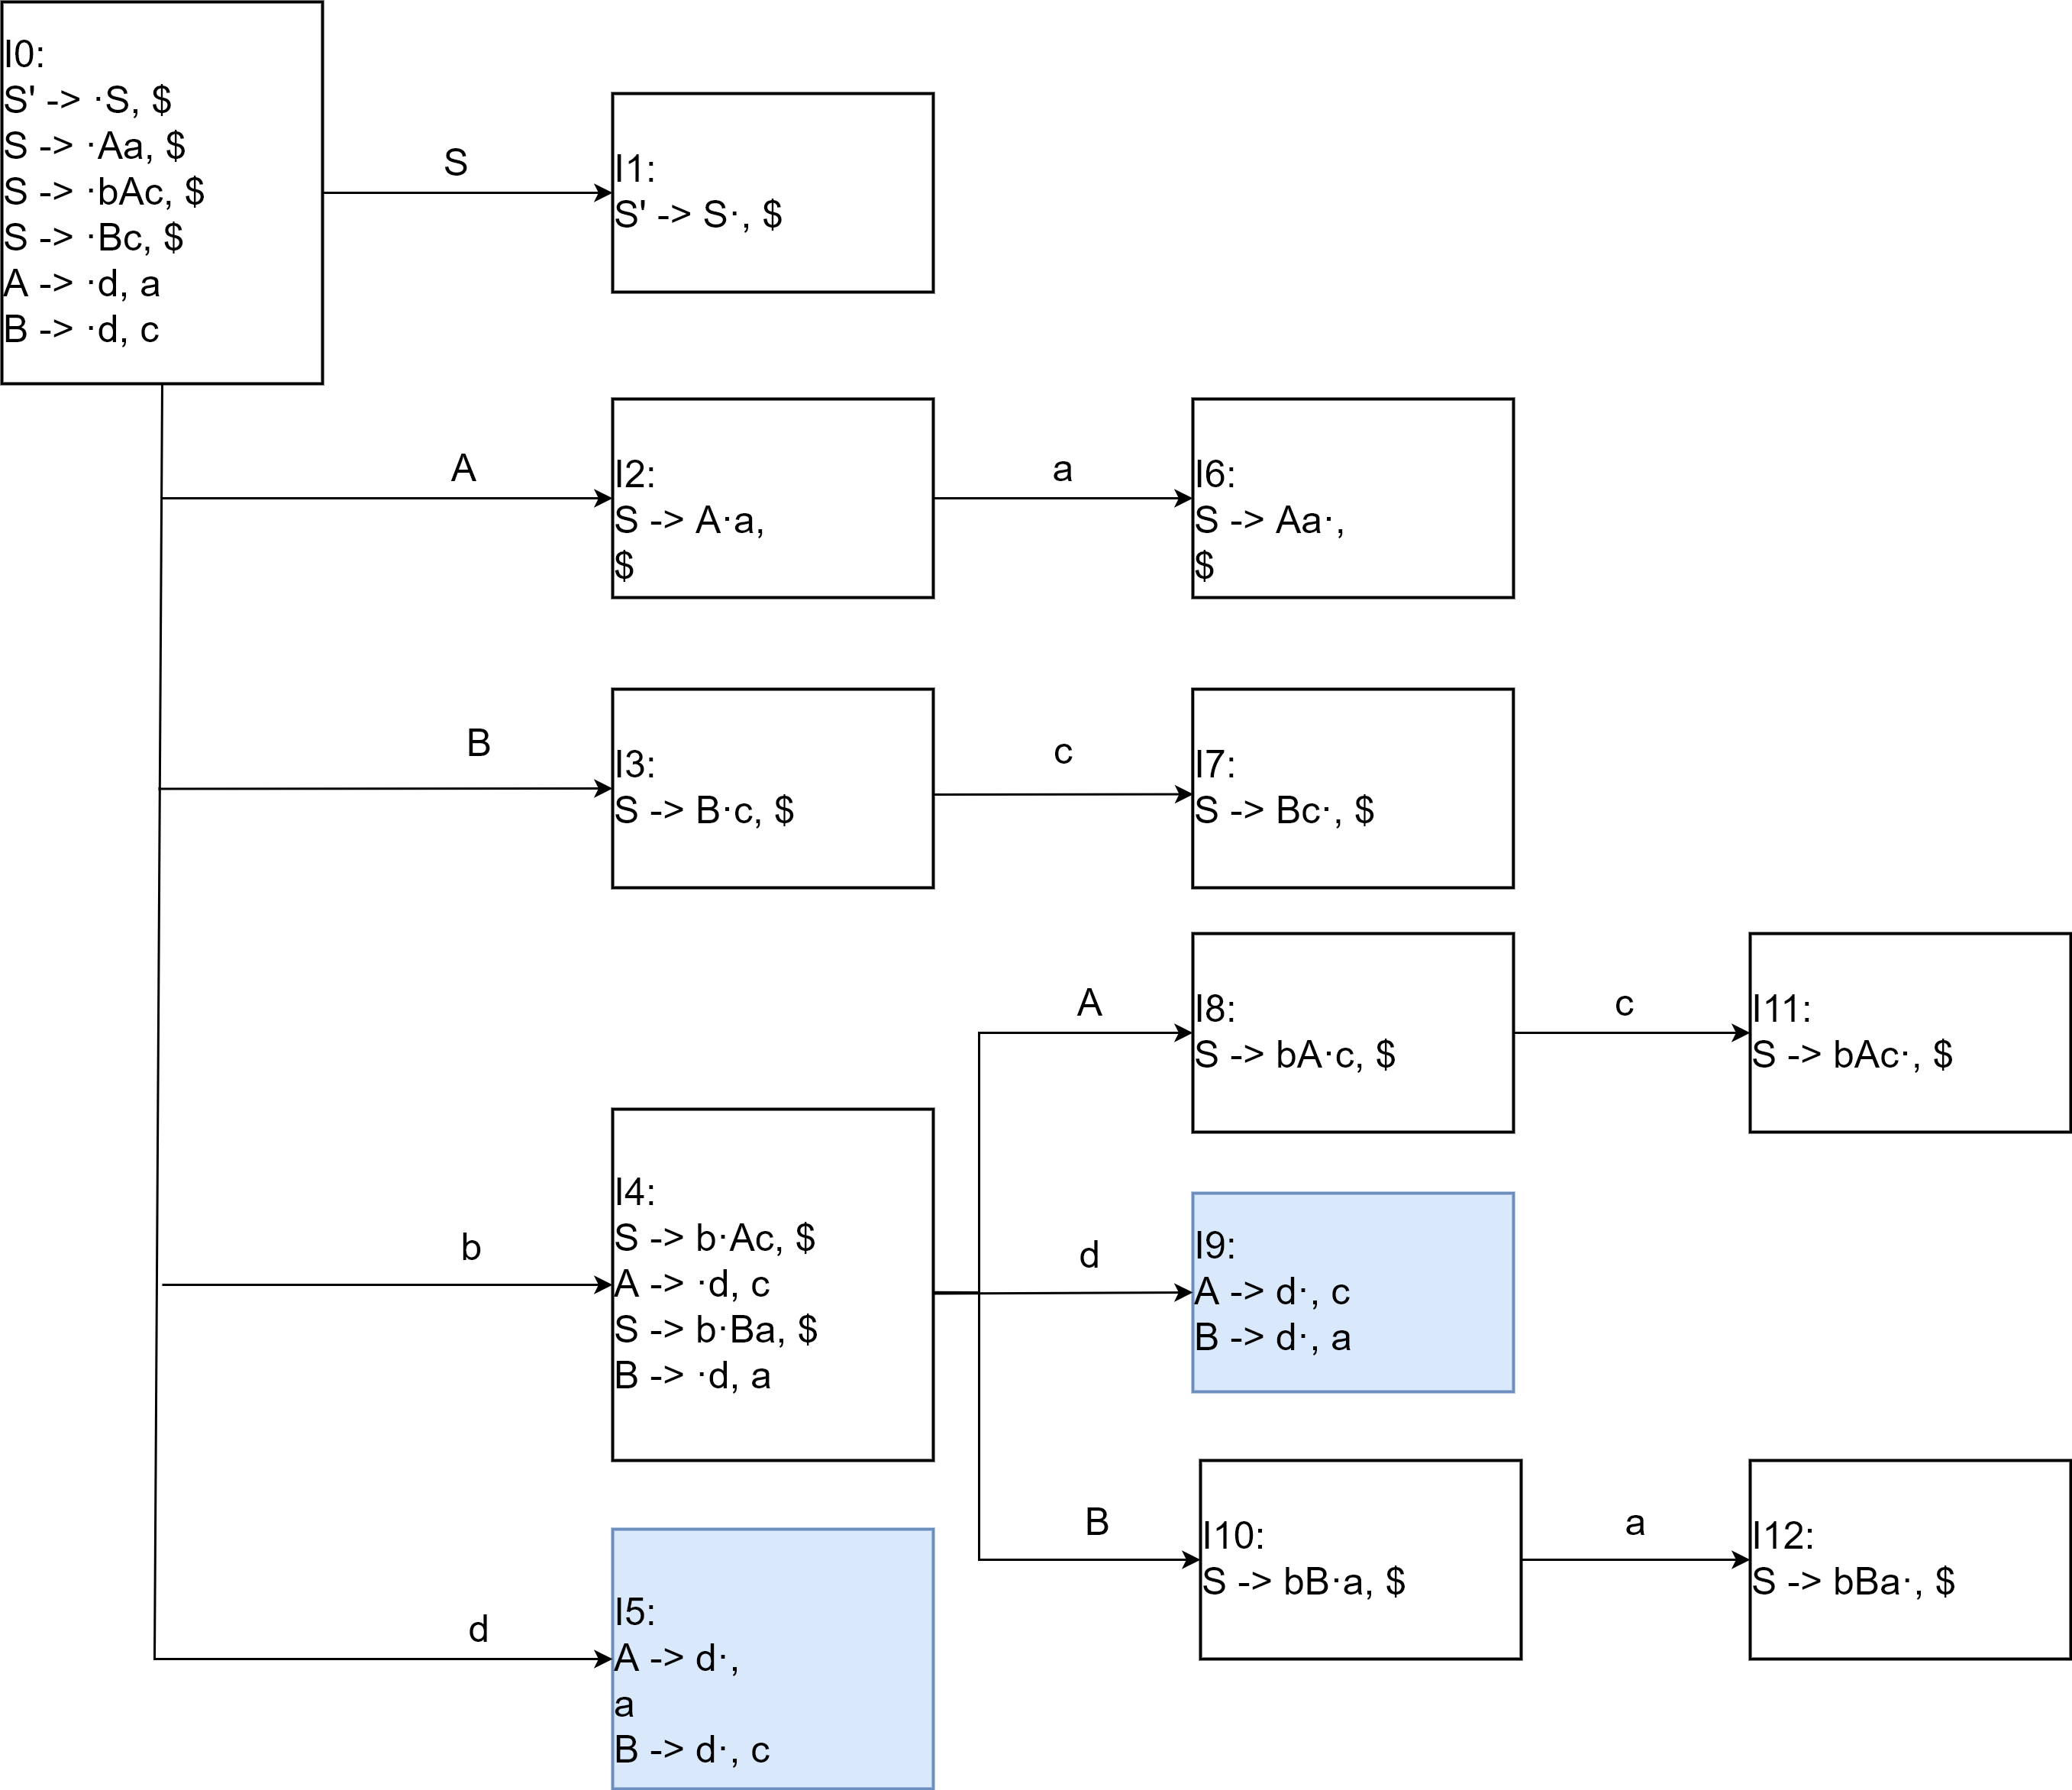 I0:
S' -> ·S, $
S -> ·Aa, $
S -> ·bAc, $
S -> ·Bc, $
A -> ·d, a
B -> ·d, c
S
I1:
S' -> S·, $
A
I2:
S -> A·a,
$
a
I6:
S -> Aa·,
$
B
I3:
S -> B·c, $
c
I7:
S -> Bc·, $
b
I4:
S -> b·Ac, $
A -> ·d, c
S -> b·Ba, $
B -> ·d, a
A
I8:
S -> bA·c, $
c
I11:
S -> bAc·, $
d
I9:
A -> d·, c
B -> d·, a
B
I10:
S -> bB·a, $
a
I12:
S -> bBa·, $
d
I5:
A -> d·,
a
B -> d·, c